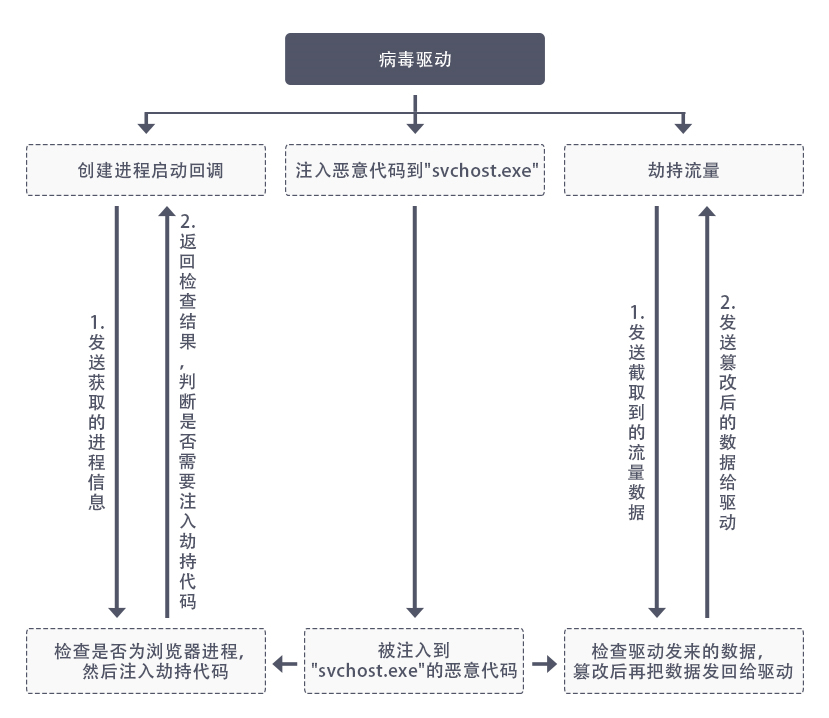 病毒驱动
创建进程启动回调
注入恶意代码到"svchost.exe"
劫持流量
1.发送获取的进程信息
2.返回检查结果,判断是否需要注入劫持代码
1.发送截取到的流量数据
2.发送篡改后的数据给驱动
检查是否为浏览器进程,
然后注入劫持代码
被注入到
"svchost.exe"的恶意代码
检查驱动发来的数据,
篡改后再把数据发回给驱动